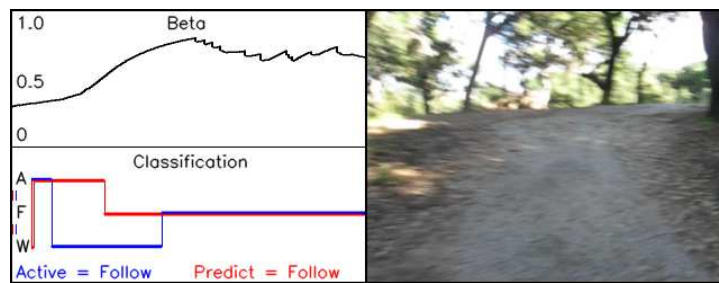 1.0
Beta
0.5
0
Classification
A
F
W
Active = Follow
Predict = Follow